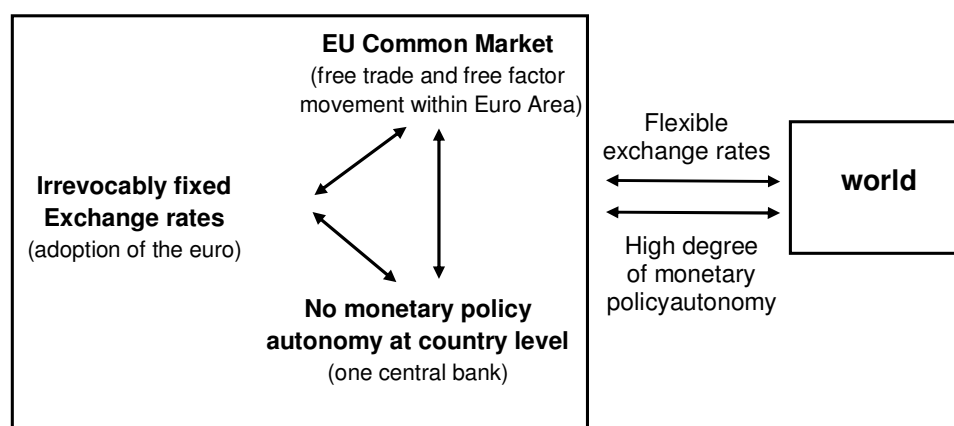 EU Common Market
(free trade and free factor
movement within Euro Area)
Irrevocably fixed
Exchange rates
(adoption of the euro)
No monetary policy
autonomy at country level
(one central bank)
Flexible
exchange rates
High degree
of monetary
policyautonomy
world